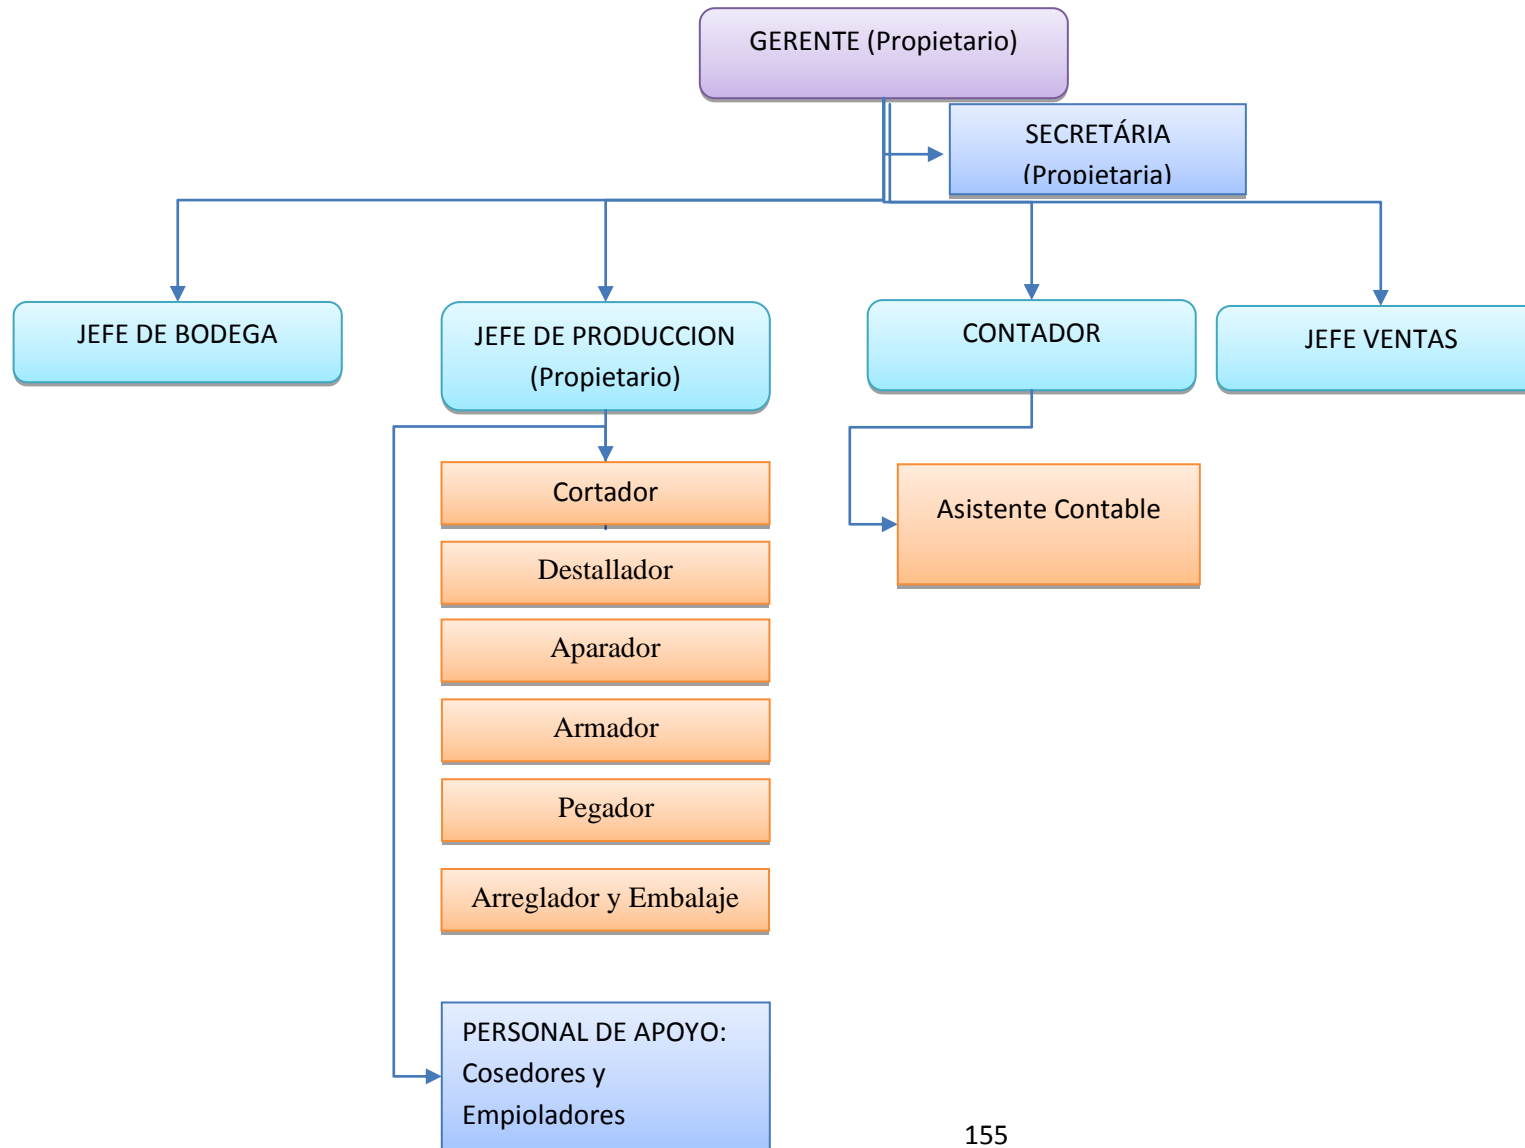 GERENTE (Propietario)
SECRETÁRIA
(Propietaria)
JEFE DE BODEGA
JEFE DE PRODUCCION
(Propietario)
CONTADOR
JEFE VENTAS
Cortador
Asistente Contable
Destallador
Aparador
Armador
Pegador
Arreglador y Embalaje
PERSONAL DE APOYO:
Cosedores y
Empioladores
155